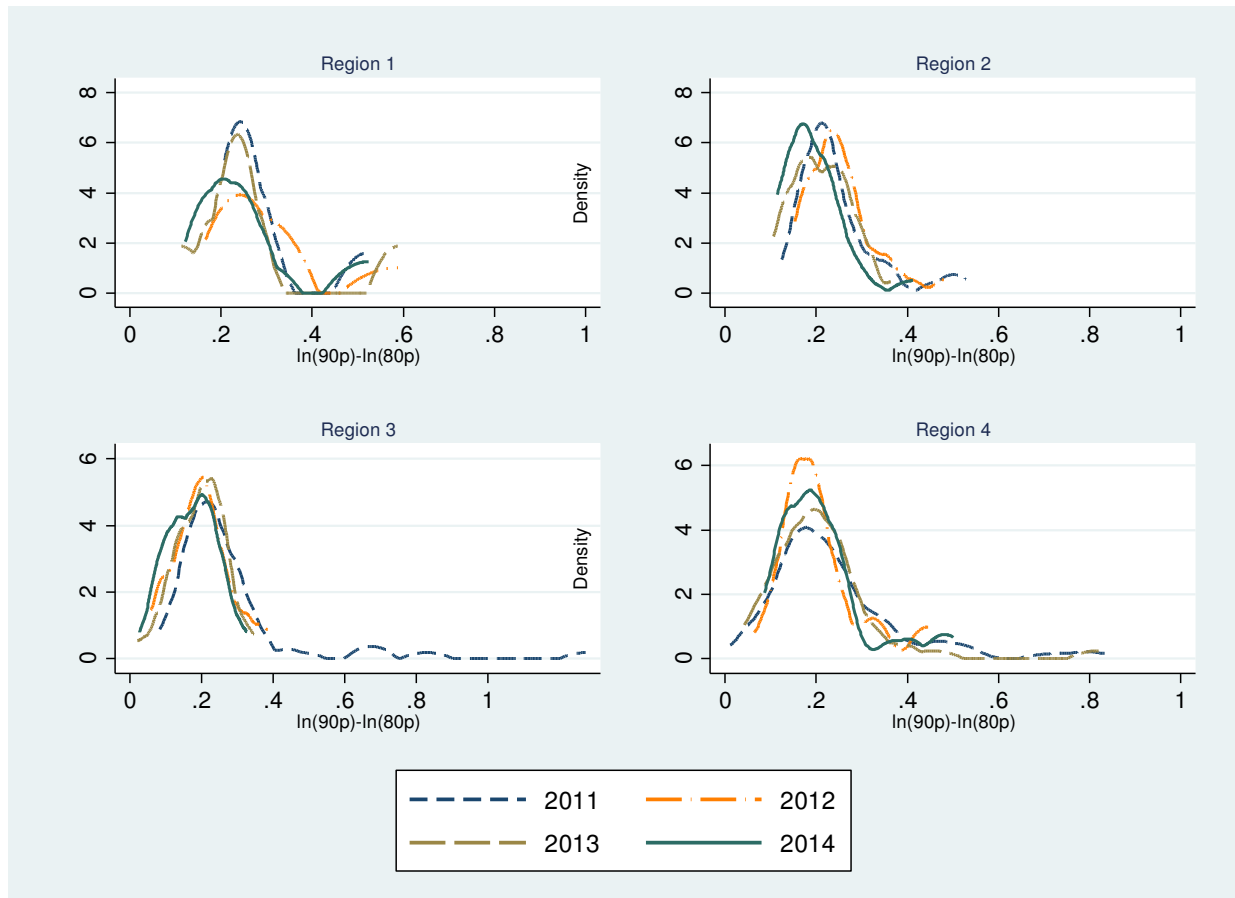 Region 1
8
6
4
2
0
0 .2 .4 .6 .8 1
ln(90p)-ln(80p)
Region 2
Density
8
6
4
2
0
0 .2 .4 .6 .8 1
ln(90p)-ln(80p)
Region 3
6
4
2
0
0 .2 .4 .6 .8 1
ln(90p)-ln(80p)
Region 4
Density
6
4
2
0
0 .2 .4 .6 .8 1
ln(90p)-ln(80p)
2011 2012
2013 2014